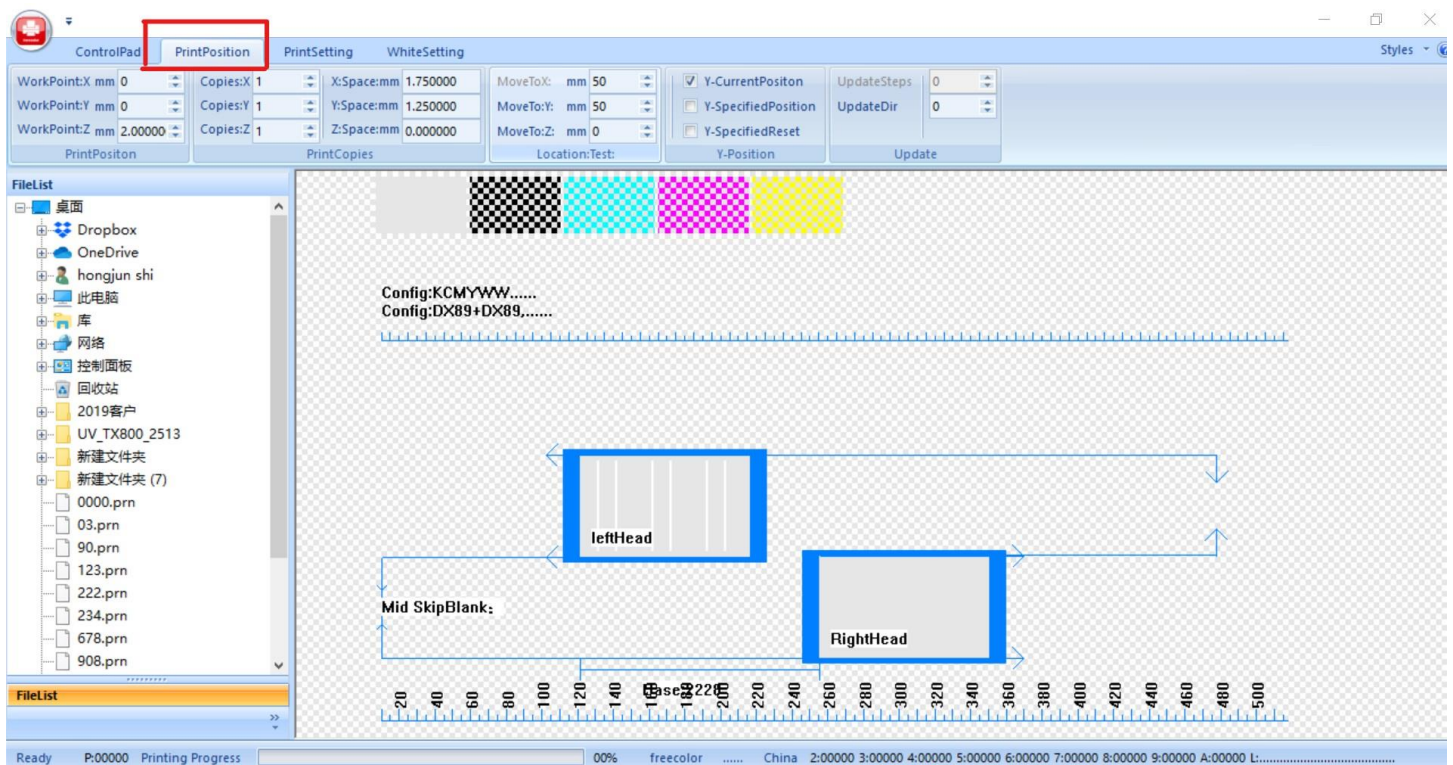 ControlPad PrintPosition PrintSetting WhiteSetting Styles
WorkPoint:X mm 0 Copies:X 1 X:Space:mm 1.750000 MoveToX: mm 50 Y-CurrentPositon UpdateSteps 0
WorkPoint:Y mm 0 Copies:Y 1 Y:Space:mm 1.250000 MoveTo:Y: mm 50 Y-SpecifiedPosition UpdateDir 0
WorkPoint:Z mm 2.00000 Copies:Z 1 Z:Space:mm 0.000000 MoveTo:Z: mm 0 Y-SpecifiedReset
PrintPositon PrintCopies Location:Test: Y-Position Update
FileList
桌面
Dropbox
OneDrive
hongjun shi
此电脑
库
网络
控制面板
回收站
2019客户
UV_TX800_2513
新建文件夹
新建文件夹 (7)
0000.prn
03.prn
90.prn
123.prn
222.prn
234.prn
678.prn
908.prn
FileList
Config:KCMYWW......
Config:DX89+DX89,......
leftHead
Mid SkipBlank:
RightHead
20 40 60 80 100 120 140 160 200 220 240 260 280 300 320 340 360 380 400 420 440 460 480 500
Ready P:00000 Printing Progress 00% freecolor ...... China 2:00000 3:00000 4:00000 5:00000 6:00000 7:00000 8:00000 9:00000 A:00000 L:......................................